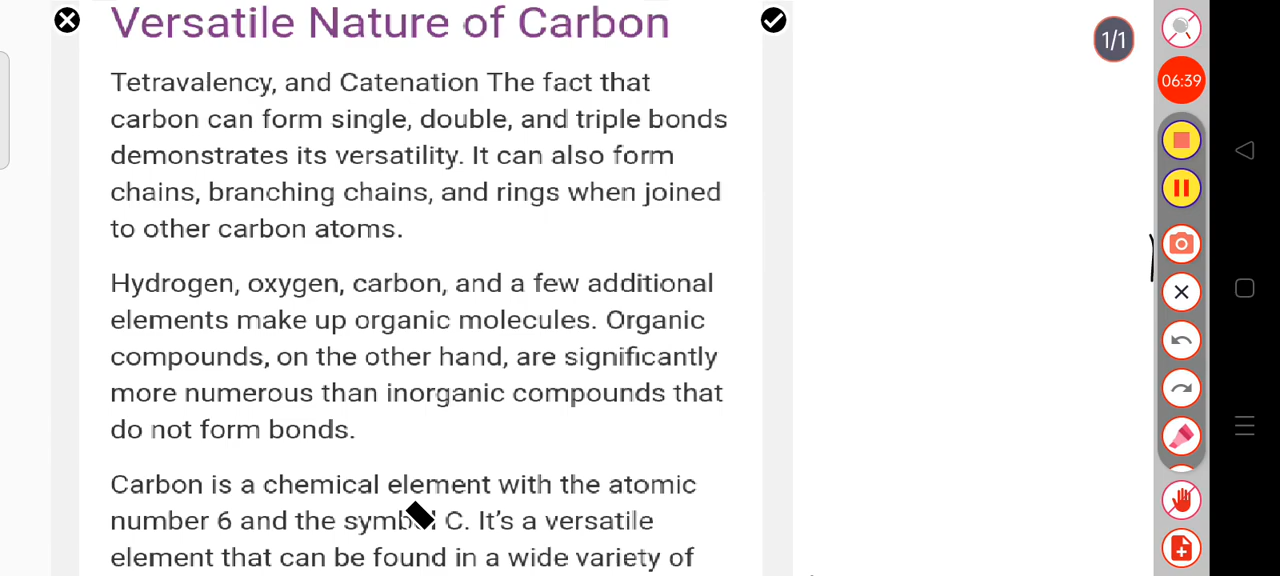 Versatile Nature of Carbon
Tetravalency, and Catenation The fact that
carbon can form single, double, and triple bonds
demonstrates its versatility. It can also form
chains, branching chains, and rings when joined
to other carbon atoms.
Hydrogen, oxygen, carbon, and a few additional
elements make up organic molecules. Organic
compounds, on the other hand, are significantly
more numerous than inorganic compounds that
do not form bonds.
Carbon is a chemical element with the atomic
number 6 and the symbol C. It's a versatile
element that can be found in a wide variety of
1/1
06:39